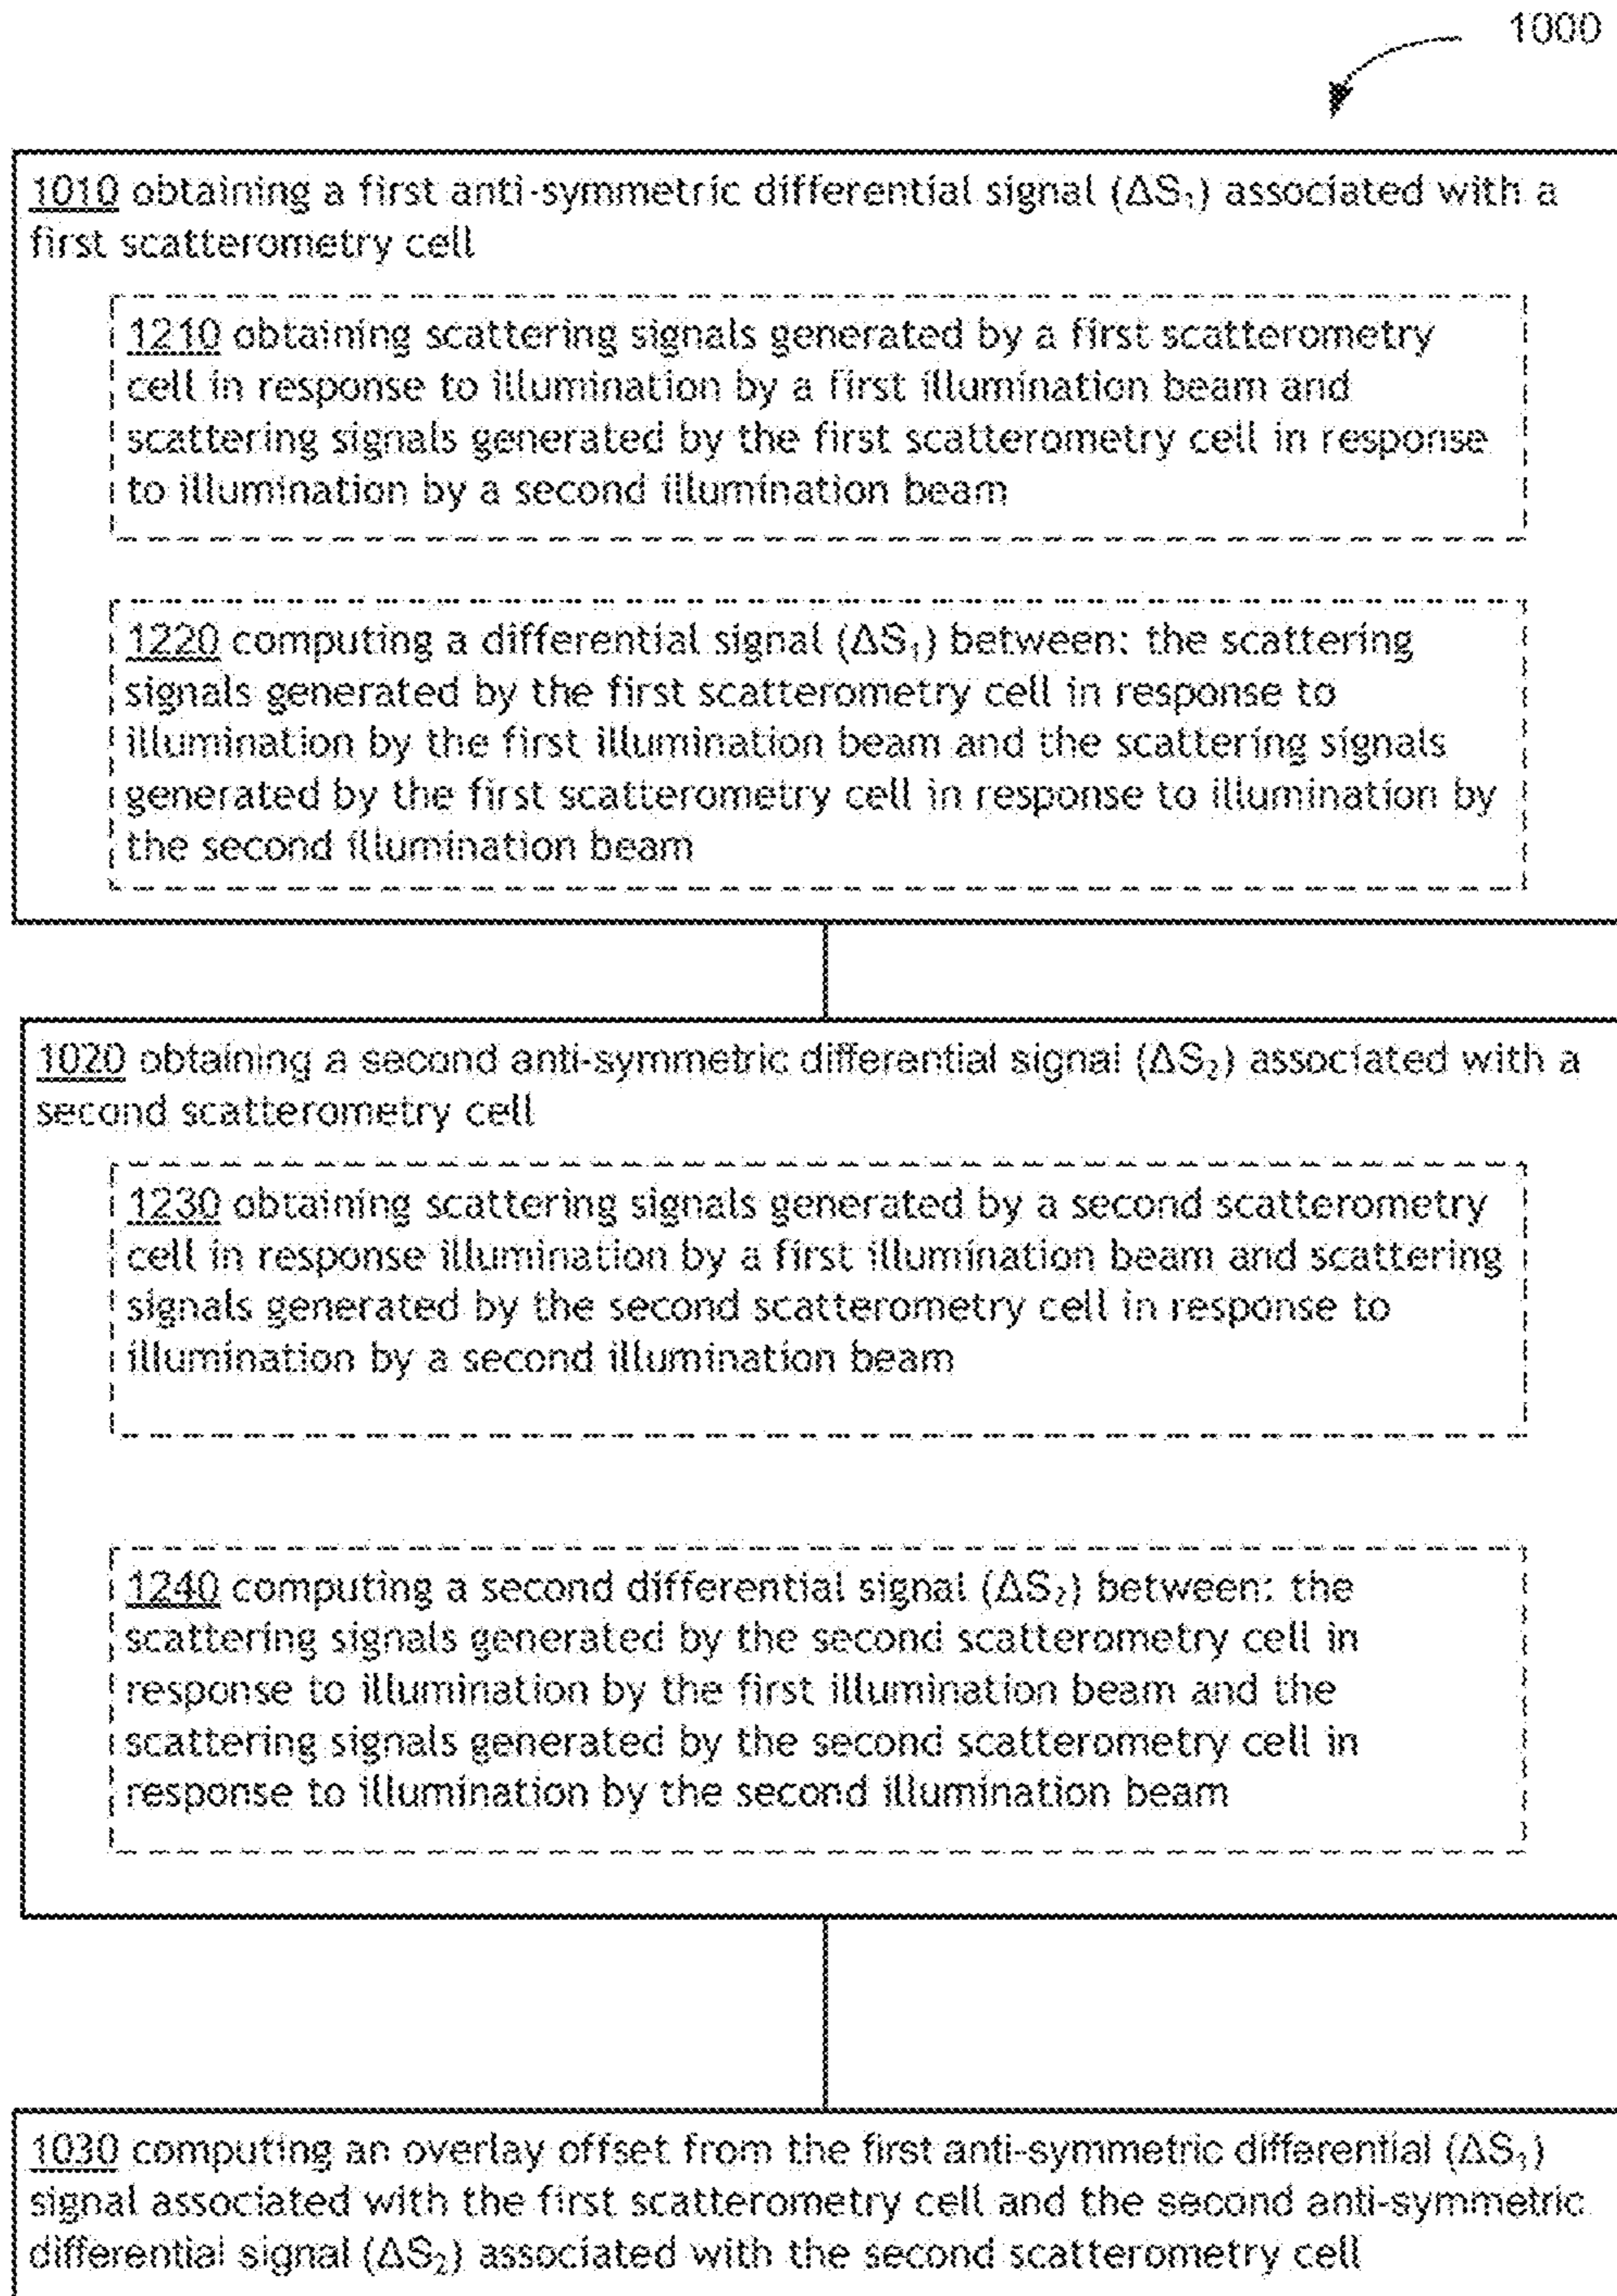 1000
1010 obtaining a first anti-symmetric differential signal (ΔS₁) associated with a
first scatterometry cell
1210 obtaining scattering signals generated by a first scatterometry
cell in response to illumination by a first illumination beam and
scattering signals generated by the first scatterometry cell in response
to illumination by a second illumination beam
1220 computing a differential signal (ΔS₁) between: the scattering
signals generated by the first scatterometry cell in response to
illumination by the first illumination beam and the scattering signals
generated by the first scatterometry cell in response to illumination by
the second illumination beam
1020 obtaining a second anti-symmetric differential signal (ΔS₂) associated with a
second scatterometry cell
1230 obtaining scattering signals generated by a second scatterometry
cell in response illumination by a first illumination beam and scattering
signals generated by the second scatterometry cell in response to
illumination by a second illumination beam
1240 computing a second differential signal (ΔS₂) between: the
scattering signals generated by the second scatterometry cell in
response to illumination by the first illumination beam and the
scattering signals generated by the second scatterometry cell in
response to illumination by the second illumination beam
1030 computing an overlay offset from the first anti-symmetric differential (ΔS₁)
signal associated with the first scatterometry cell and the second anti-symmetric
differential signal (ΔS₂) associated with the second scatterometry cell